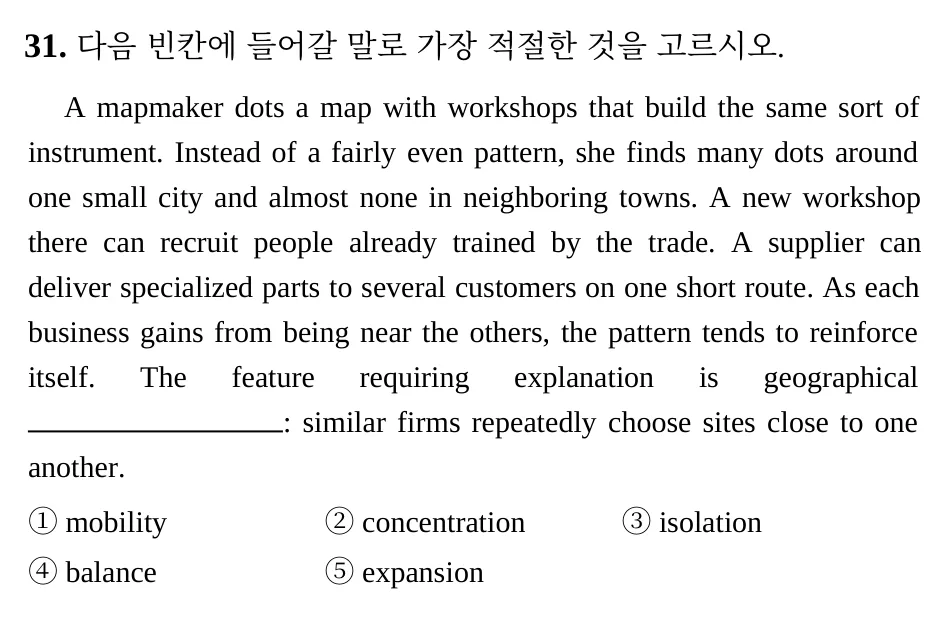 31. 다음 빈칸에 들어갈 말로 가장 적절한 것을 고르시오.
A mapmaker dots a map with workshops that build the same sort of
instrument. Instead of a fairly even pattern, she finds many dots around
one small city and almost none in neighboring towns. A new workshop
there can recruit people already trained by the trade. A supplier can
deliver specialized parts to several customers on one short route. As each
business gains from being near the others, the pattern tends to reinforce
itself. The feature requiring explanation is geographical
_________________: similar firms repeatedly choose sites close to one
another.
① mobility ② concentration ③ isolation
④ balance ⑤ expansion